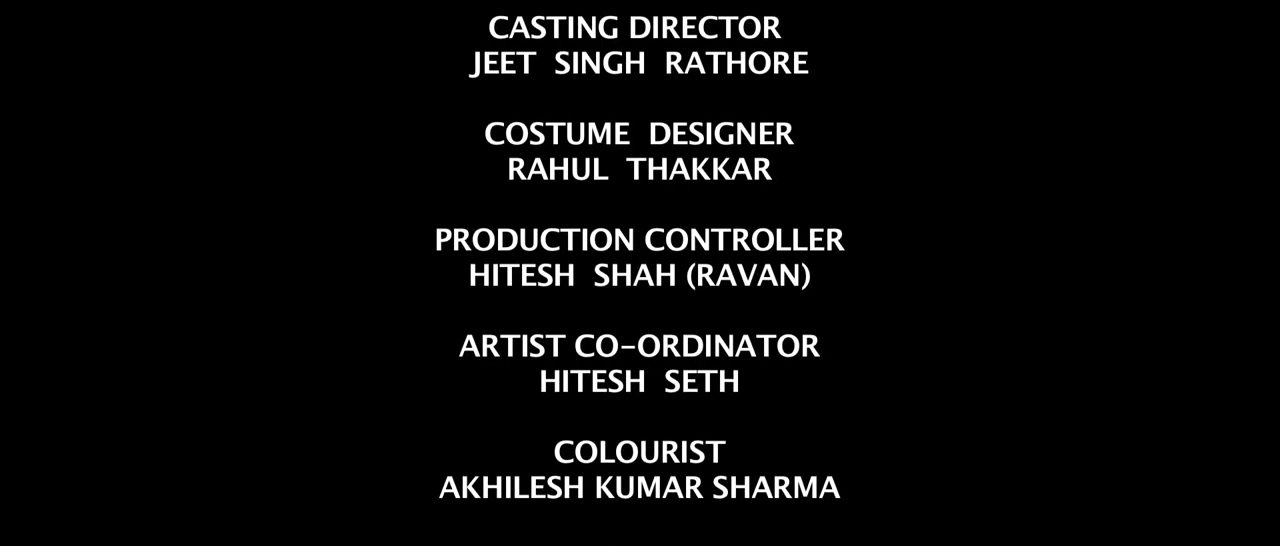 CASTING DIRECTOR
JEET SINGH RATHORE
COSTUME DESIGNER
RAHUL THAKKAR
PRODUCTION CONTROLLER
HITESH SHAH (RAVAN)
ARTIST CO-ORDINATOR
HITESH SETH
COLOURIST
AKHILESH KUMAR SHARMA